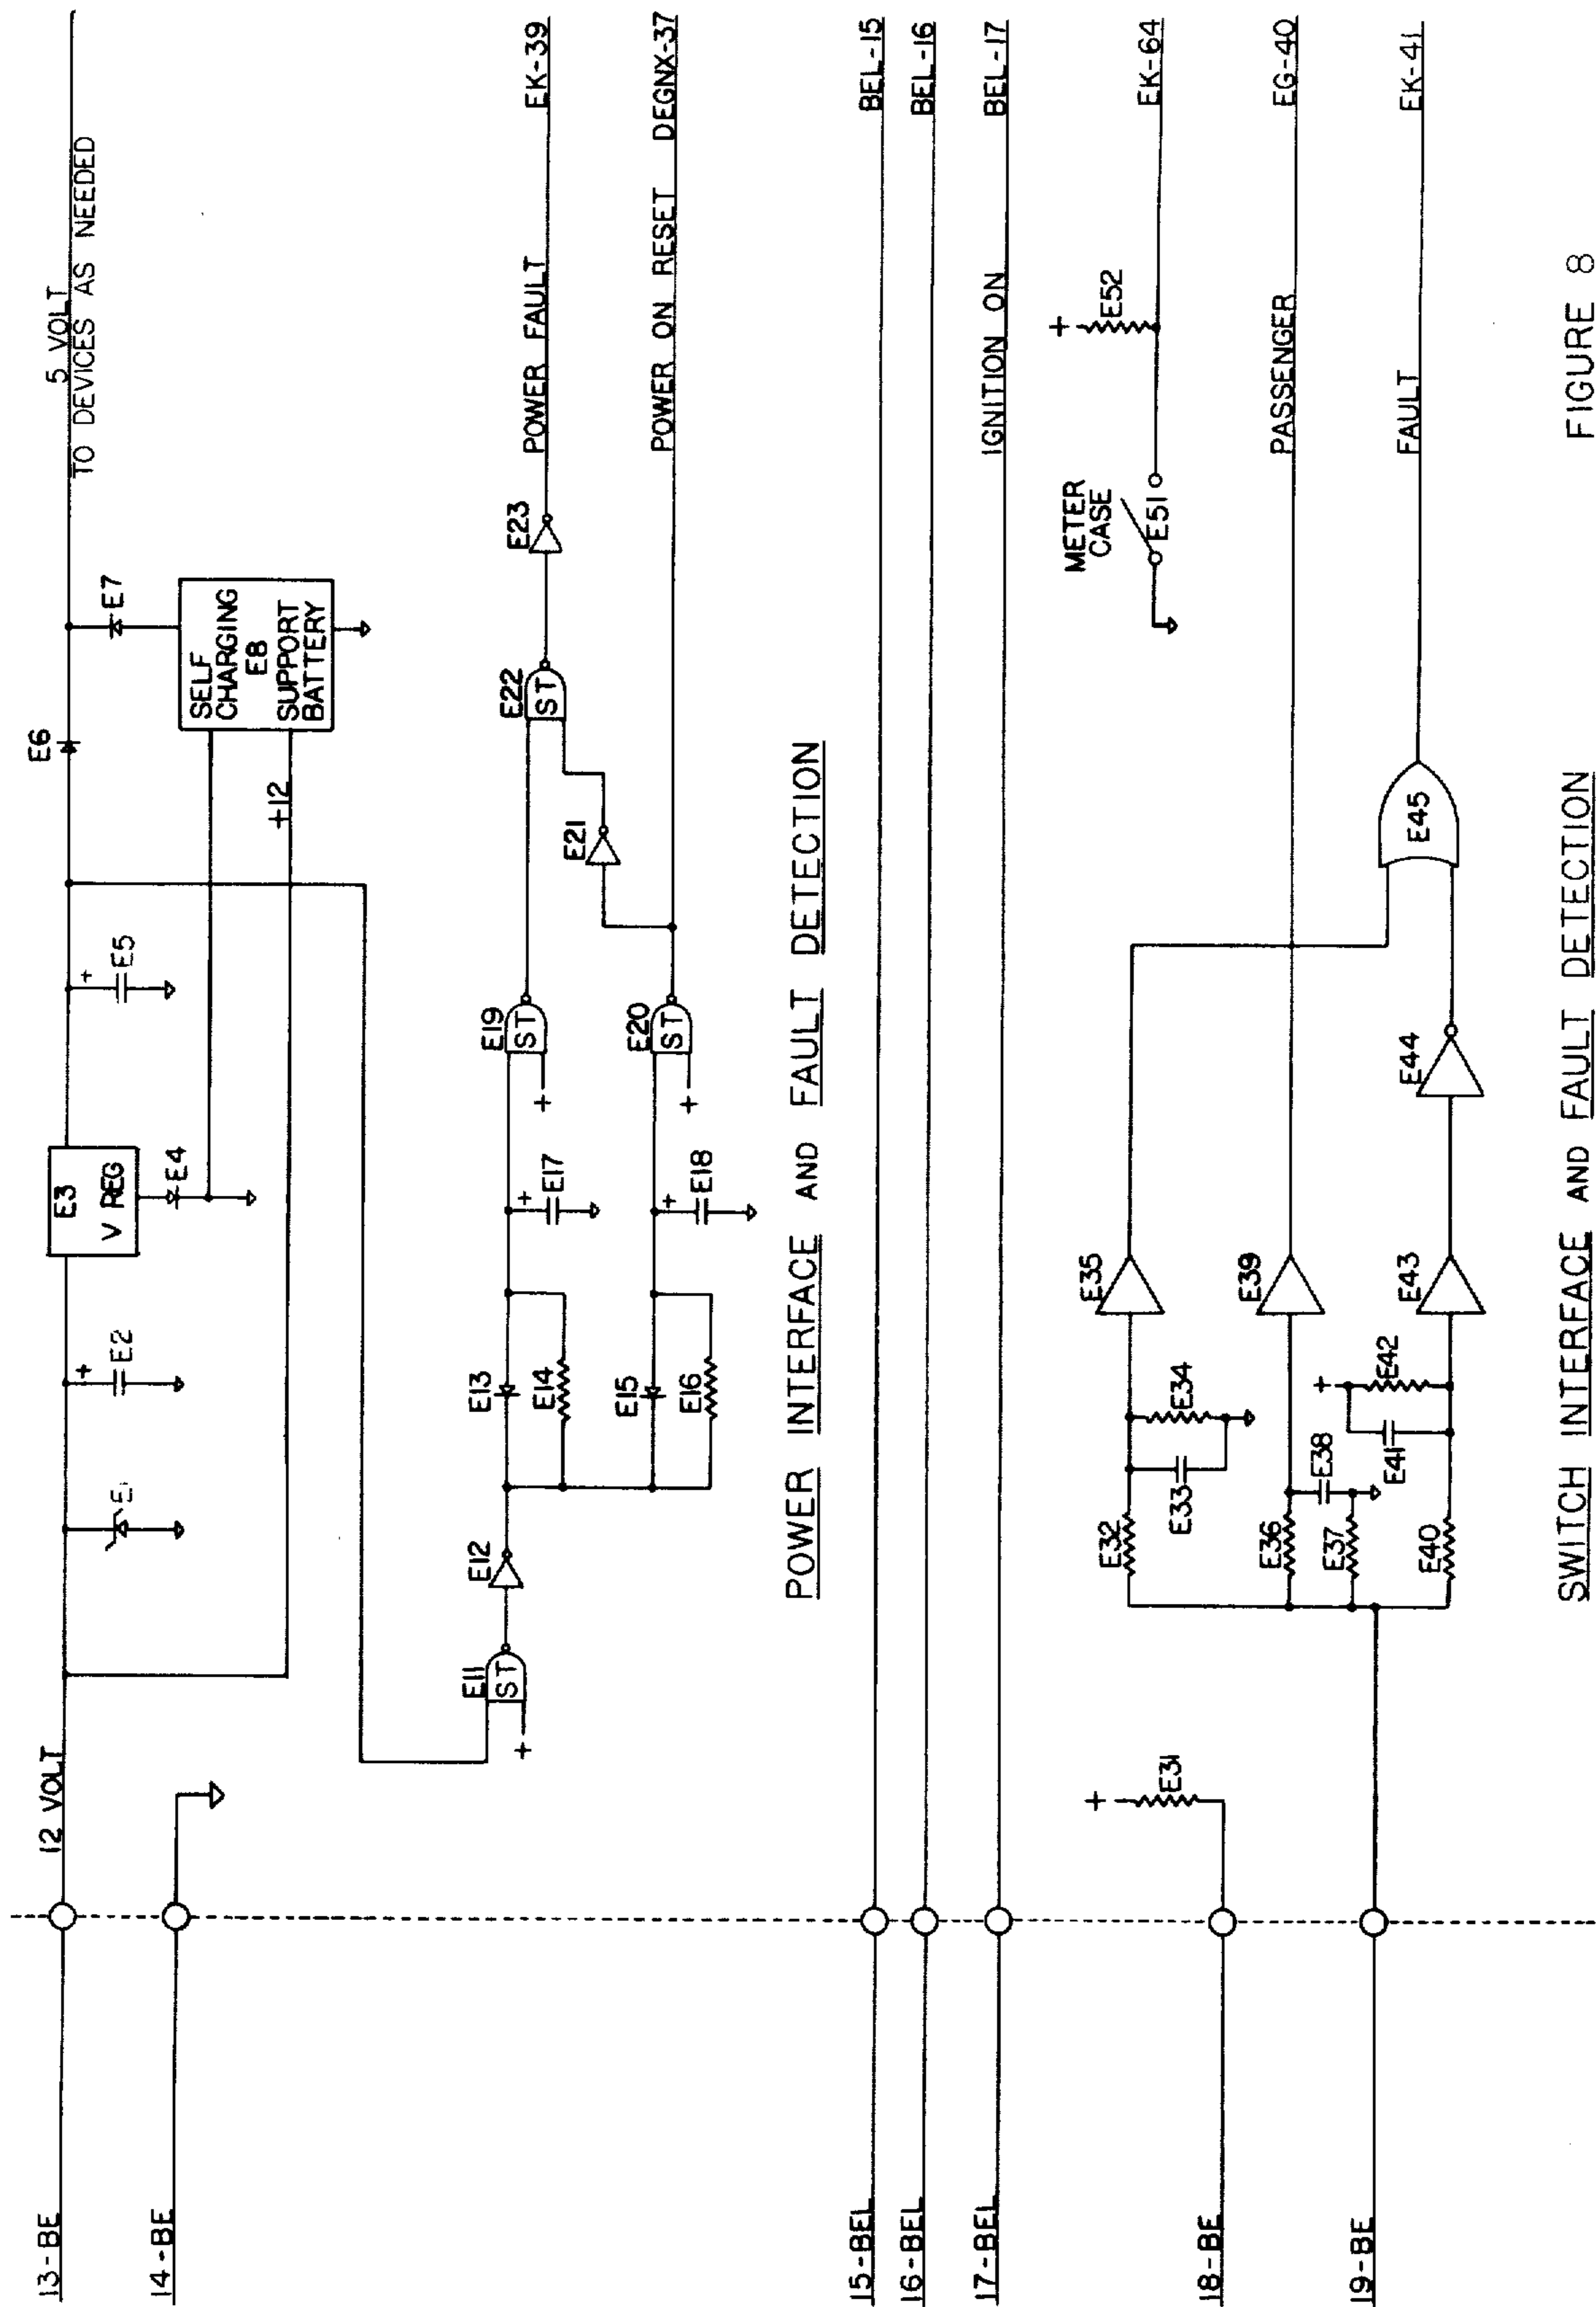 13-BE
12 VOLT
E2
E3
V REG
E4
+
E5
+
E6
5 VOLT
TO DEVICES AS NEEDED
E7
SELF
CHARGING
E8
SUPPORT
BATTERY
+12
14-BE
E11
ST
+
E12
E13
E14
E15
E16
+
E17
+
E18
E19
ST
+
E20
ST
+
E21
E22
ST
E23
POWER FAULT
EK-39
POWER ON RESET
DEGNX-37
POWER INTERFACE AND FAULT DETECTION
15-BEL
BEL-15
16-BEL
BEL-16
17-BEL
IGNITION ON
BEL-17
18-BE
+
E31
METER
CASE
E51
+
E52
EK-64
19-BE
E32
E33
E34
E35
E36
E37
E38
E39
PASSENGER
EG-40
E40
E41
+
E42
E43
E44
E45
FAULT
EK-41
SWITCH INTERFACE AND FAULT DETECTION
FIGURE 8